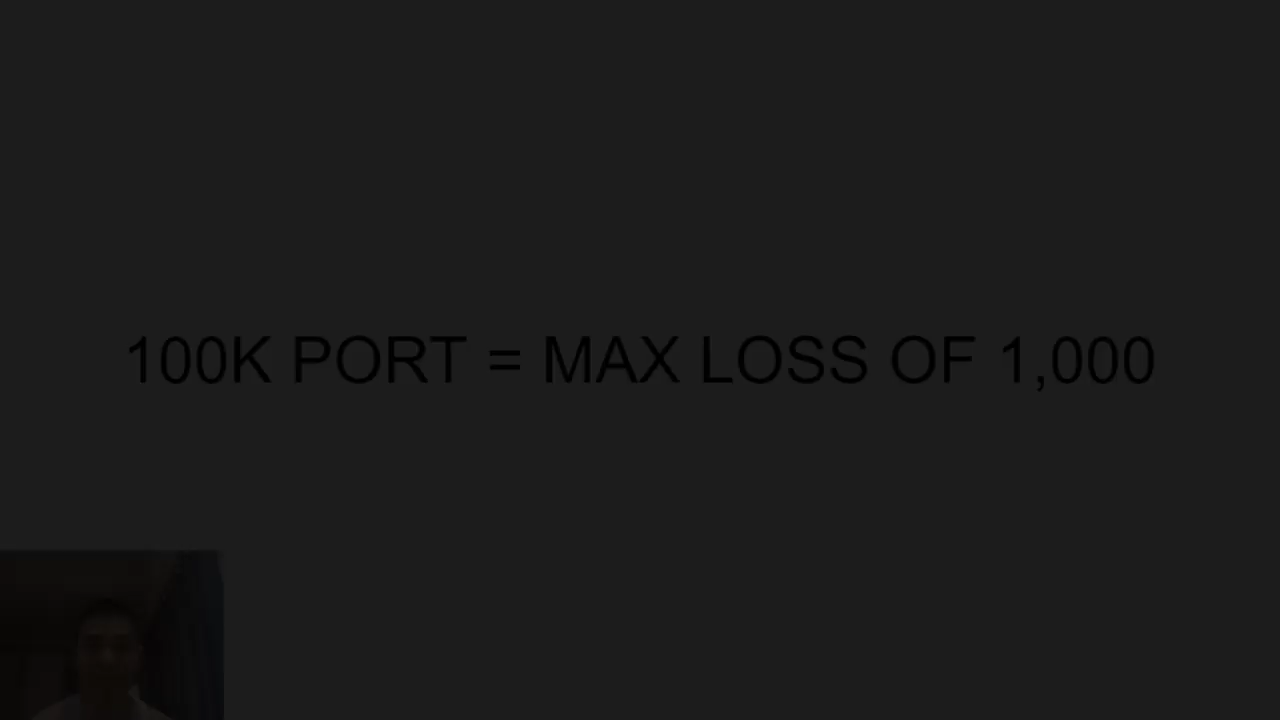 100K PORT = MAX LOSS OF 1,000